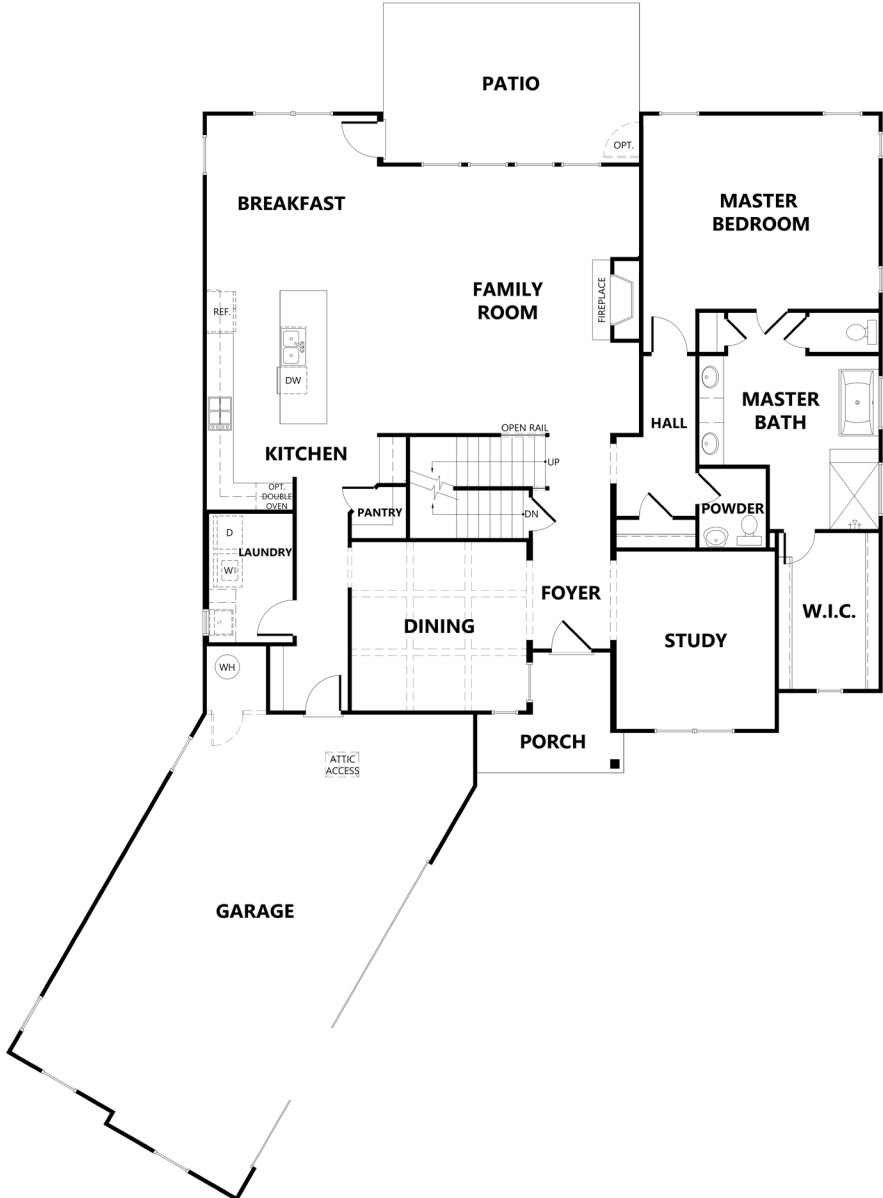 PATIO
OPT.
BREAKFAST
MASTER
BEDROOM
FAMILY
ROOM
FIREPLACE
REF.
DW
MASTER
BATH
HALL
OPEN RAIL
KITCHEN
UP
OPT.
DOUBLE
OVEN
PANTRY
DN
POWDER
D
LAUNDRY
W
FOYER
W.I.C.
DINING
STUDY
WH
PORCH
ATTIC
ACCESS
GARAGE